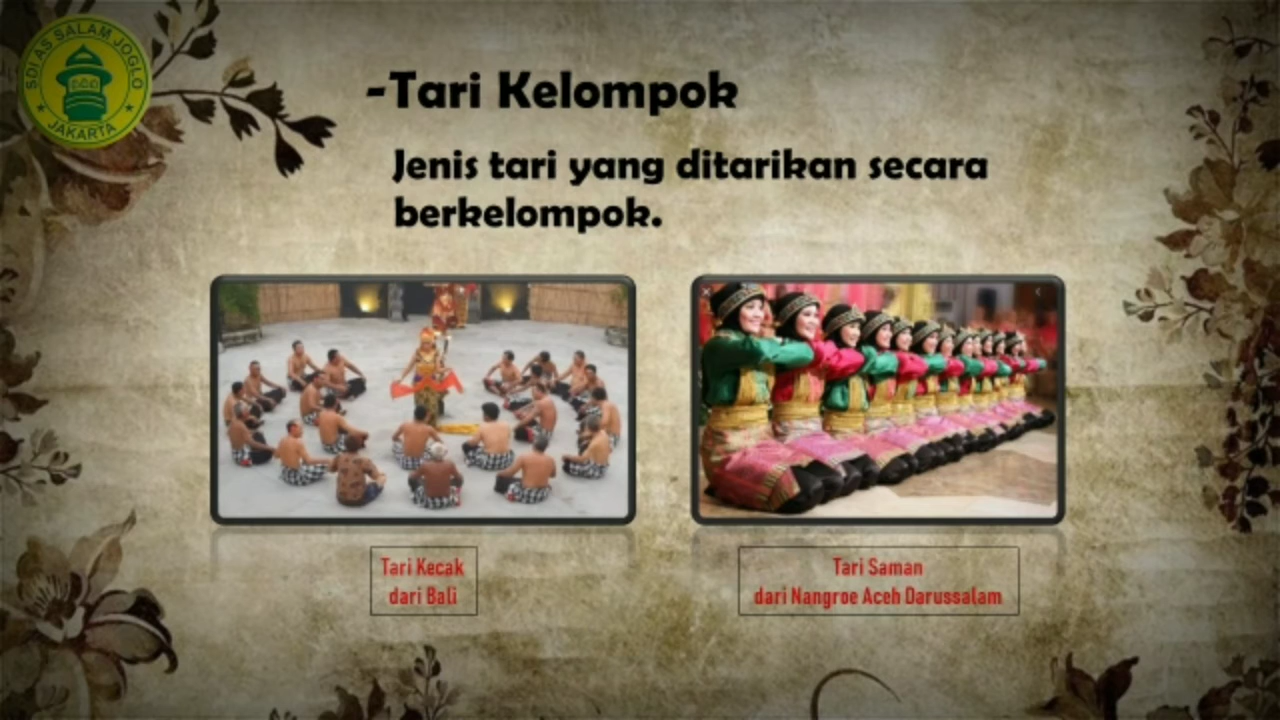 SDI AS SALAM JOGLO
JAKARTA
-Tari Kelompok
Jenis tari yang ditarikan secara
berkelompok.
Tari Kecak
dari Bali
Tari Saman
dari Nangroe Aceh Darussalam